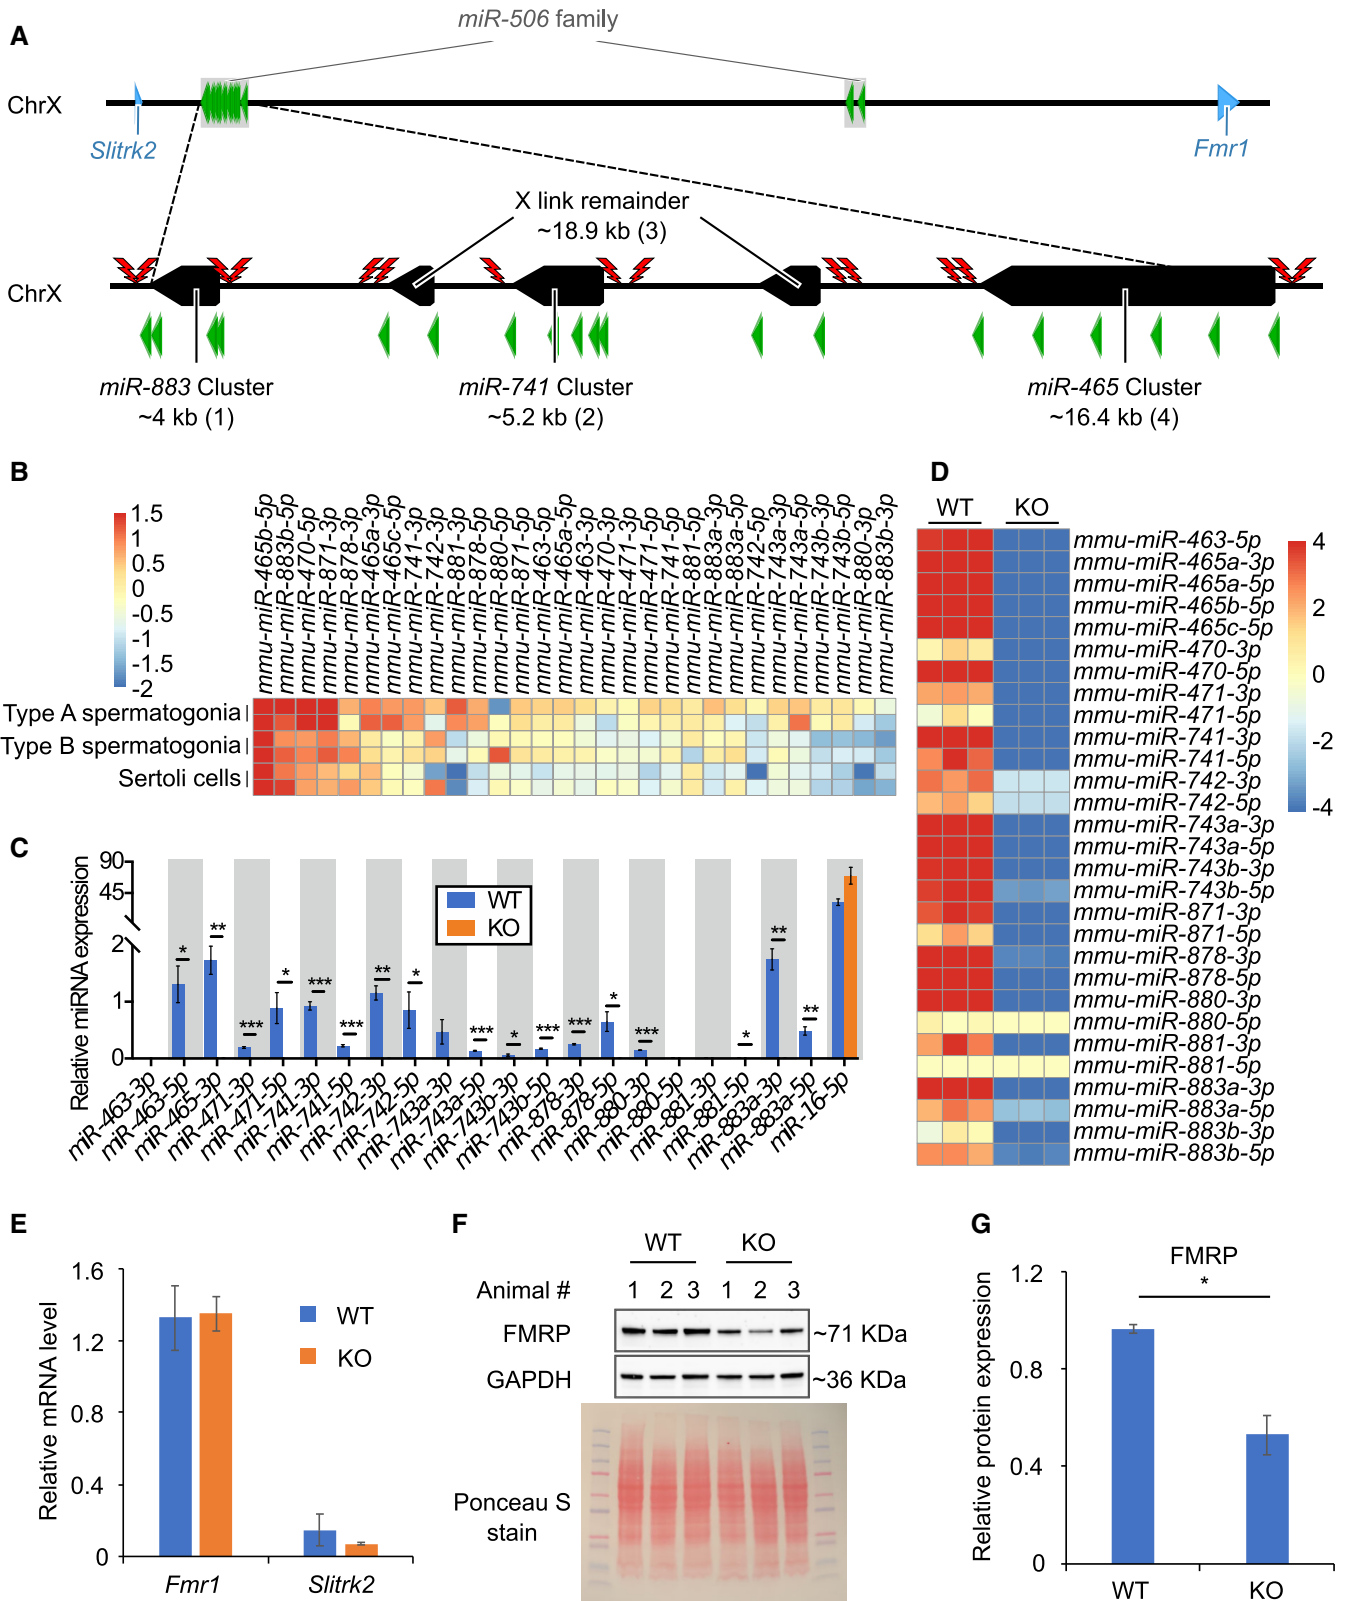 A
miR-506 family
ChrX
Slitrk2
Fmr1
X link remainder
~18.9 kb (3)
ChrX
miR-883 Cluster
~4 kb (1)
miR-741 Cluster
~5.2 kb (2)
miR-465 Cluster
~16.4 kb (4)
B
1.5
1
0.5
0
-0.5
-1
-1.5
-2
mmu-miR-465b-5p
mmu-miR-883b-5p
mmu-miR-470-5p
mmu-miR-871-3p
mmu-miR-878-3p
mmu-miR-465a-3p
mmu-miR-465c-5p
mmu-miR-741-3p
mmu-miR-742-3p
mmu-miR-881-3p
mmu-miR-878-5p
mmu-miR-880-5p
mmu-miR-871-5p
mmu-miR-463-5p
mmu-miR-465a-5p
mmu-miR-463-3p
mmu-miR-470-3p
mmu-miR-471-3p
mmu-miR-471-5p
mmu-miR-741-5p
mmu-miR-881-5p
mmu-miR-883a-3p
mmu-miR-883a-5p
mmu-miR-742-5p
mmu-miR-743a-3p
mmu-miR-743a-5p
mmu-miR-743b-3p
mmu-miR-743b-5p
mmu-miR-880-3p
mmu-miR-883b-3p
Type A spermatogonia
Type B spermatogonia
Sertoli cells
C
Relative miRNA expression
90
45
2
1
0
WT
KO
*
**
***
*
***
***
**
*
***
*
***
***
*
***
*
**
**
miR-463-3p
miR-463-5p
miR-465-3p
miR-471-3p
miR-471-5p
miR-741-3p
miR-741-5p
miR-742-3p
miR-742-5p
miR-743a-3p
miR-743a-5p
miR-743b-3p
miR-743b-5p
miR-878-3p
miR-878-5p
miR-880-3p
miR-880-5p
miR-881-3p
miR-881-5p
miR-883a-3p
miR-883a-5p
miR-16-5p
D
WT KO
mmu-miR-463-5p
mmu-miR-465a-3p
mmu-miR-465a-5p
mmu-miR-465b-5p
mmu-miR-465c-5p
mmu-miR-470-3p
mmu-miR-470-5p
mmu-miR-471-3p
mmu-miR-471-5p
mmu-miR-741-3p
mmu-miR-741-5p
mmu-miR-742-3p
mmu-miR-742-5p
mmu-miR-743a-3p
mmu-miR-743a-5p
mmu-miR-743b-3p
mmu-miR-743b-5p
mmu-miR-871-3p
mmu-miR-871-5p
mmu-miR-878-3p
mmu-miR-878-5p
mmu-miR-880-3p
mmu-miR-880-5p
mmu-miR-881-3p
mmu-miR-881-5p
mmu-miR-883a-3p
mmu-miR-883a-5p
mmu-miR-883b-3p
mmu-miR-883b-5p
4
2
0
-2
-4
E
Relative mRNA level
1.6
1.2
0.8
0.4
0
WT
KO
Fmr1
Slitrk2
F
WT KO
Animal # 1 2 3 1 2 3
FMRP ~71 KDa
GAPDH ~36 KDa
Ponceau S
stain
G
Relative protein expression
FMRP
*
1.2
0.8
0.4
0
WT
KO